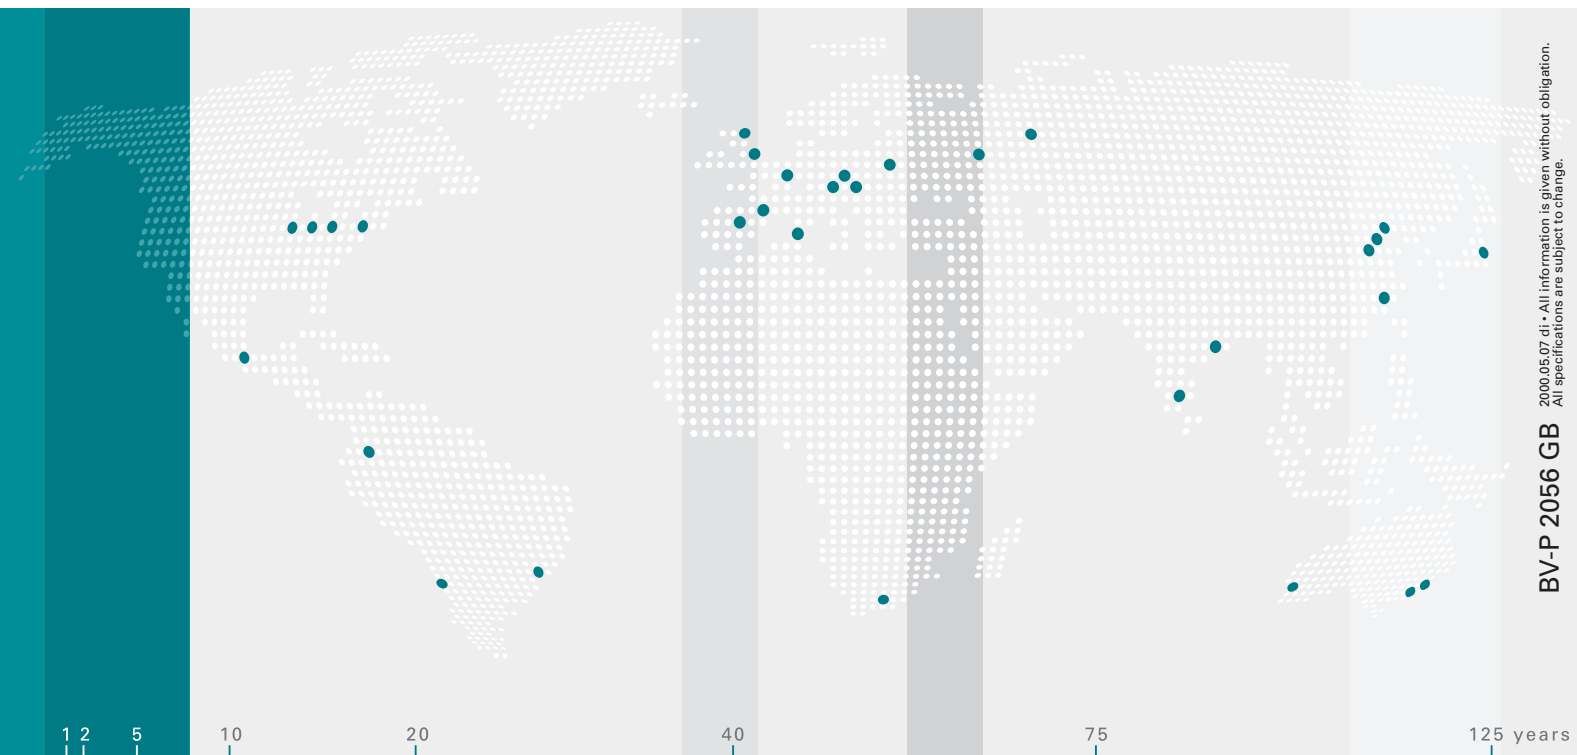 BV-P 2056 GB
2000.05.07 di • All information is given without obligation.
All specifications are subject to change.
1 2 5 10 20 40 75 125 years